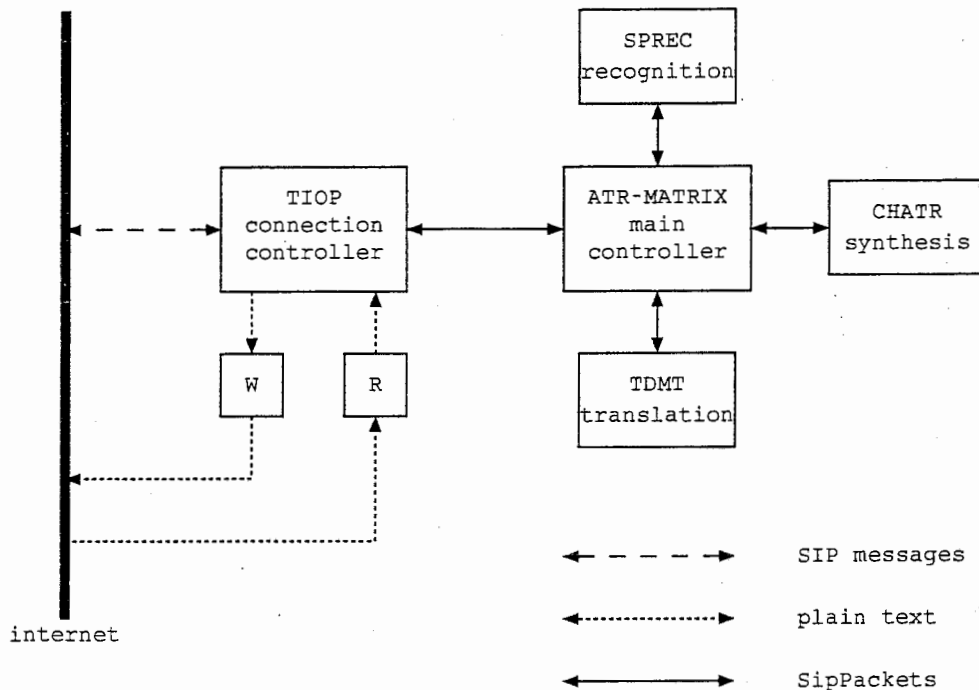 SPREC
recognition
TIOP
connection
controller
ATR-MATRIX
main
controller
CHATR
synthesis
W
R
TDMT
translation
SIP messages
plain text
internet
SipPackets